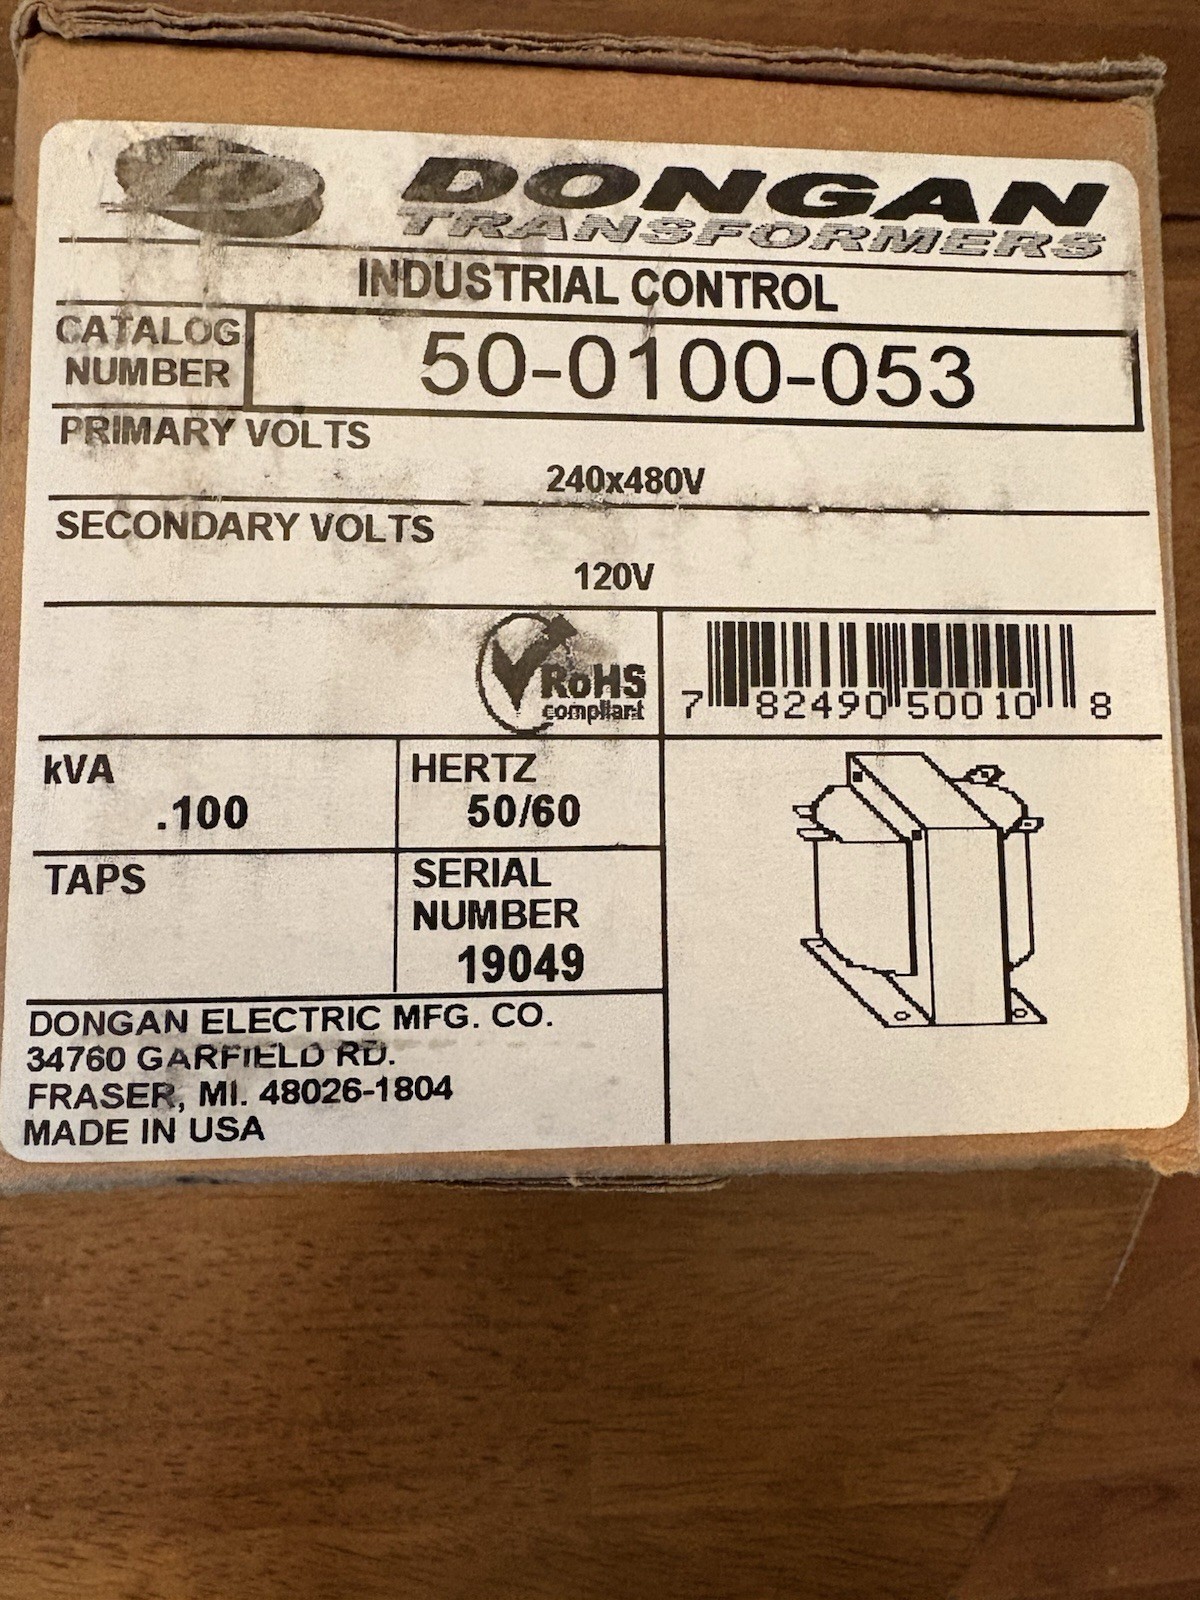 DONGAN
TRANSFORMERS
INDUSTRIAL CONTROL
CATALOG
NUMBER
50-0100-053
PRIMARY VOLTS
240x480V
SECONDARY VOLTS
120V
RoHS
compliant
7 82490 50010 8
kVA
.100
HERTZ
50/60
TAPS
SERIAL
NUMBER
19049
DONGAN ELECTRIC MFG. CO.
34760 GARFIELD RD.
FRASER, MI. 48026-1804
MADE IN USA